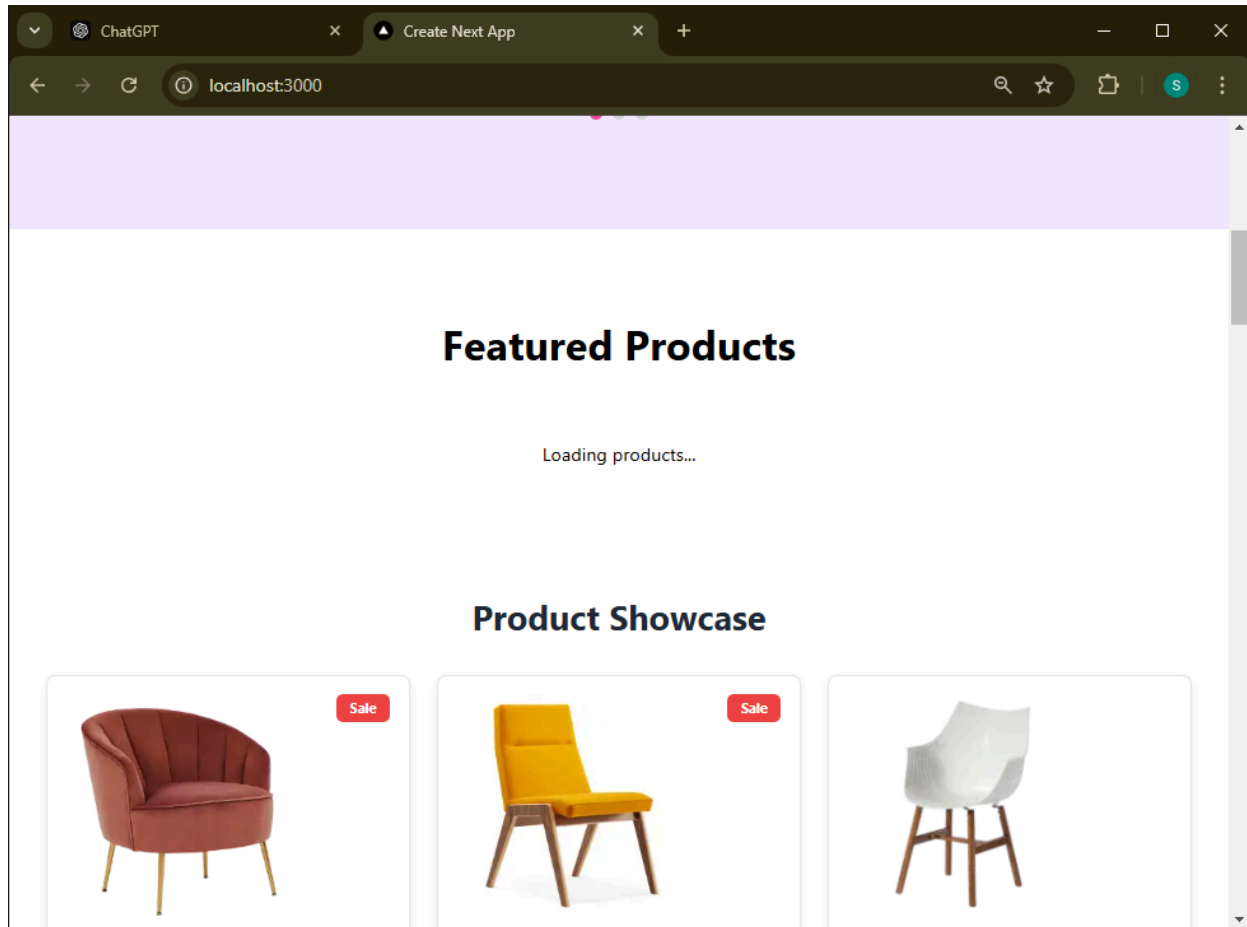 ChatGPT
Create Next App
localhost:3000
S
Featured Products
Loading products...
Product Showcase
Sale
Sale